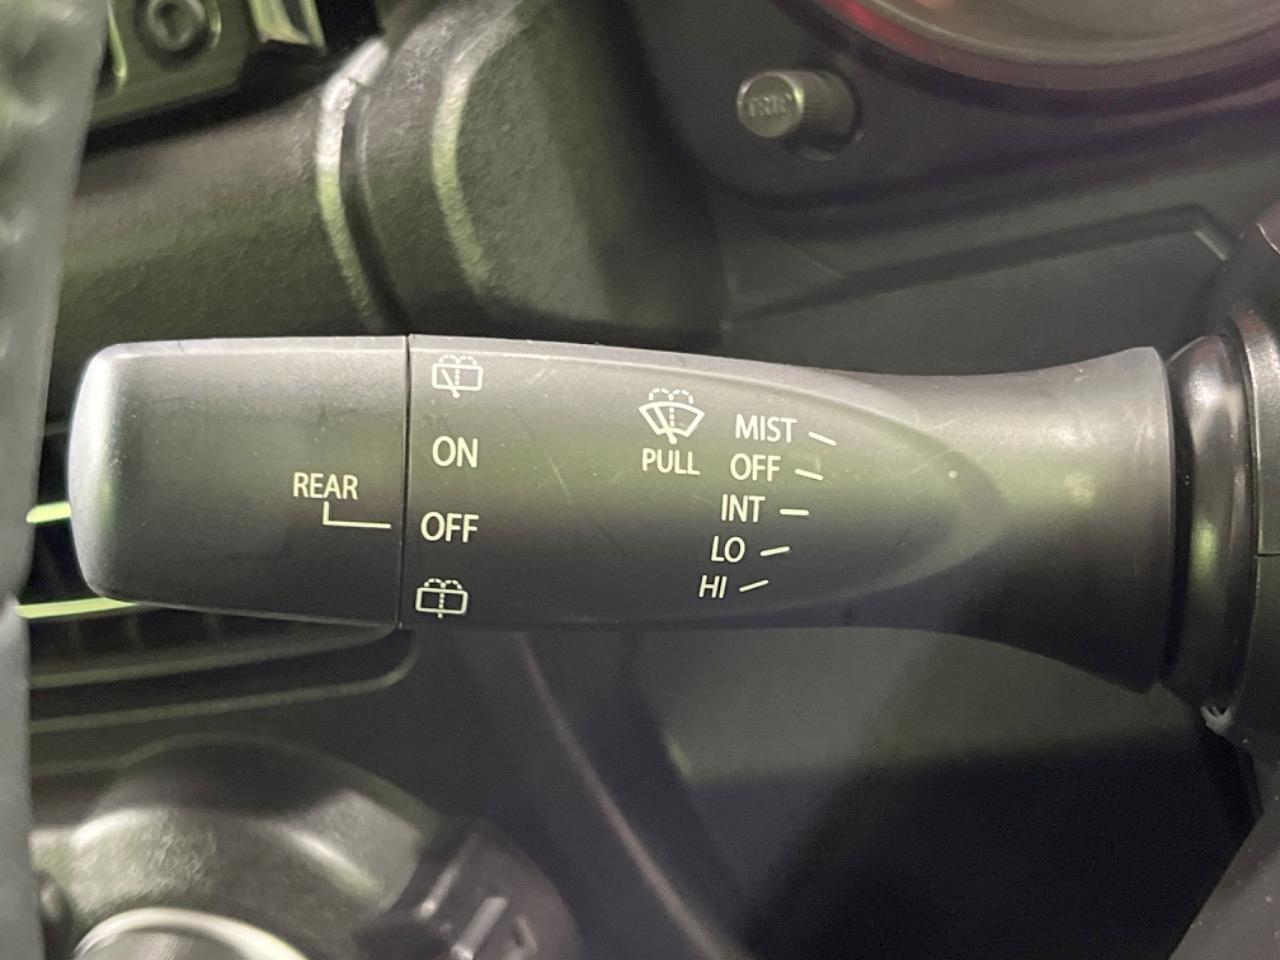 TRIP
MIST
ON
OFF
PULL
REAR
INT
OFF
LO
HI